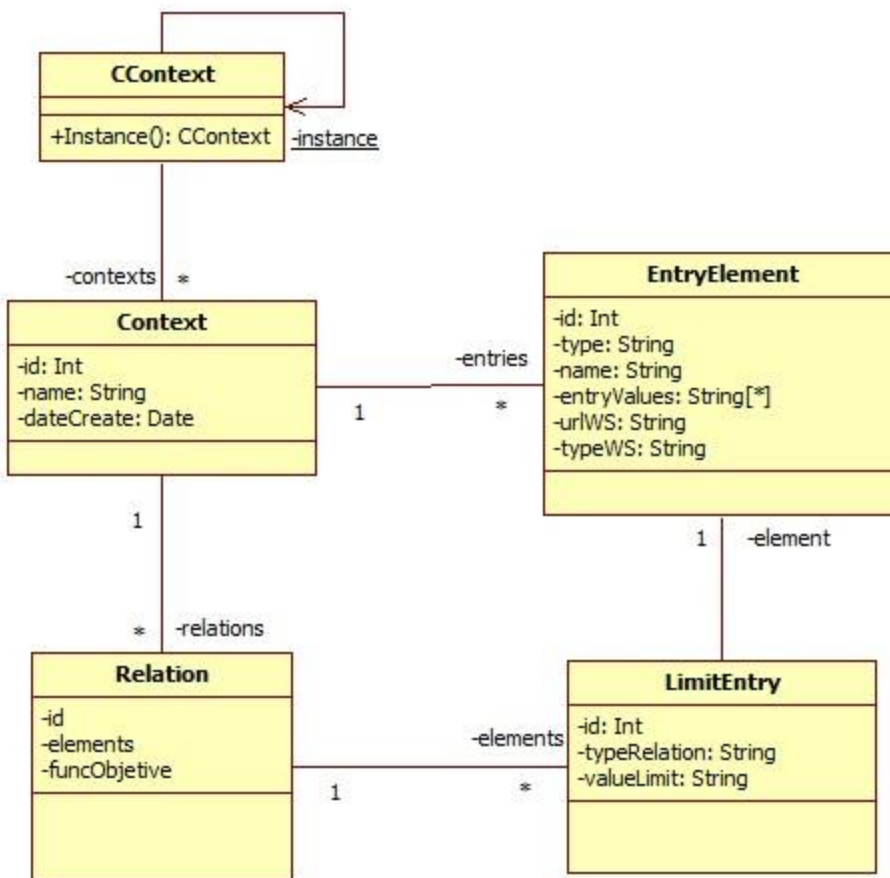 CContext
+Instance(): CContext
-instance
-contexts *
Context
-id: Int
-name: String
-dateCreate: Date
-entries
1 *
EntryElement
-id: Int
-type: String
-name: String
-entryValues: String[*]
-urlWS: String
-typeWS: String
1
1 -element
* -relations
Relation
-id
-elements
-funcObjetive
-elements
1 *
LimitEntry
-id: Int
-typeRelation: String
-valueLimit: String